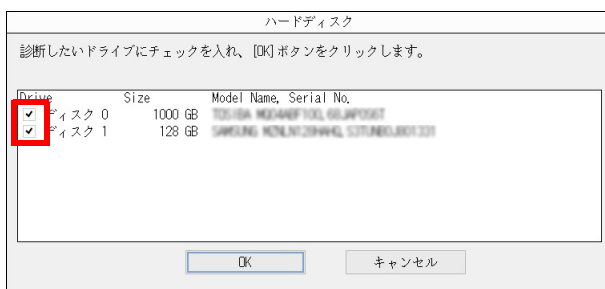 ハードディスク
診断したいドライブにチェックを入れ、[OK]ボタンをクリックします。
Drive Size Model Name, Serial No.
ディスク 0 1000 GB
ディスク 1 128 GB
OK キャンセル